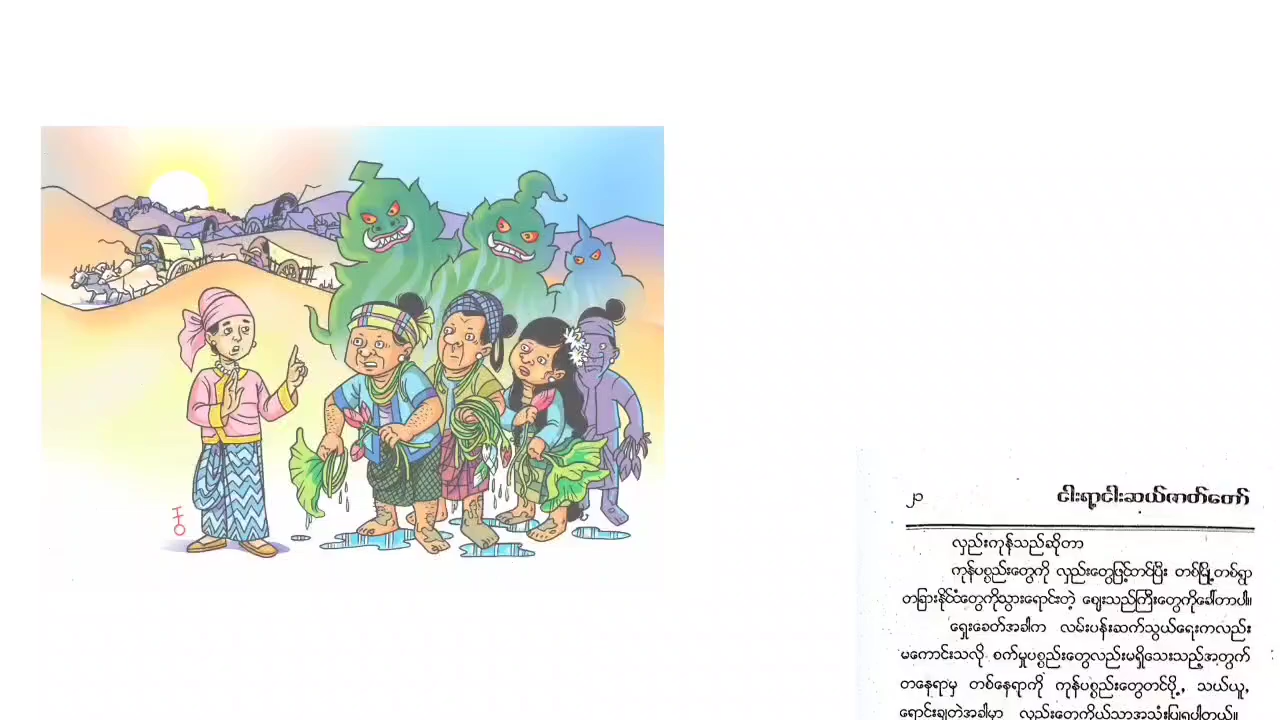 ၂၁ ငါးရာ့ငါးဆယ်ဇာတ်တော်
လှည်းကုန်သည်ဆိုတာ
ကုန်ပစ္စည်းတွေကို လှည်းတွေဖြင့်တင်ပြီး တစ်မြို့တစ်ရွာ
တခြားနိုင်ငံတွေကိုသွားရောင်းတဲ့ ဈေးသည်ကြီးတွေကိုခေါ်တာပါ။
ရှေးခေတ်အခါက လမ်းပန်းဆက်သွယ်ရေးကလည်း
မကောင်းသလို စက်မှုပစ္စည်းတွေလည်းမရှိသေးသည့်အတွက်
တနေရာမှ တစ်နေရာကို ကုန်ပစ္စည်းတွေတင်ပို့, သယ်ယူ,
ရောင်းချတဲ့အခါမှာ လှည်းတွေကိုယ်သာအသုံးပြုရပါတယ်။